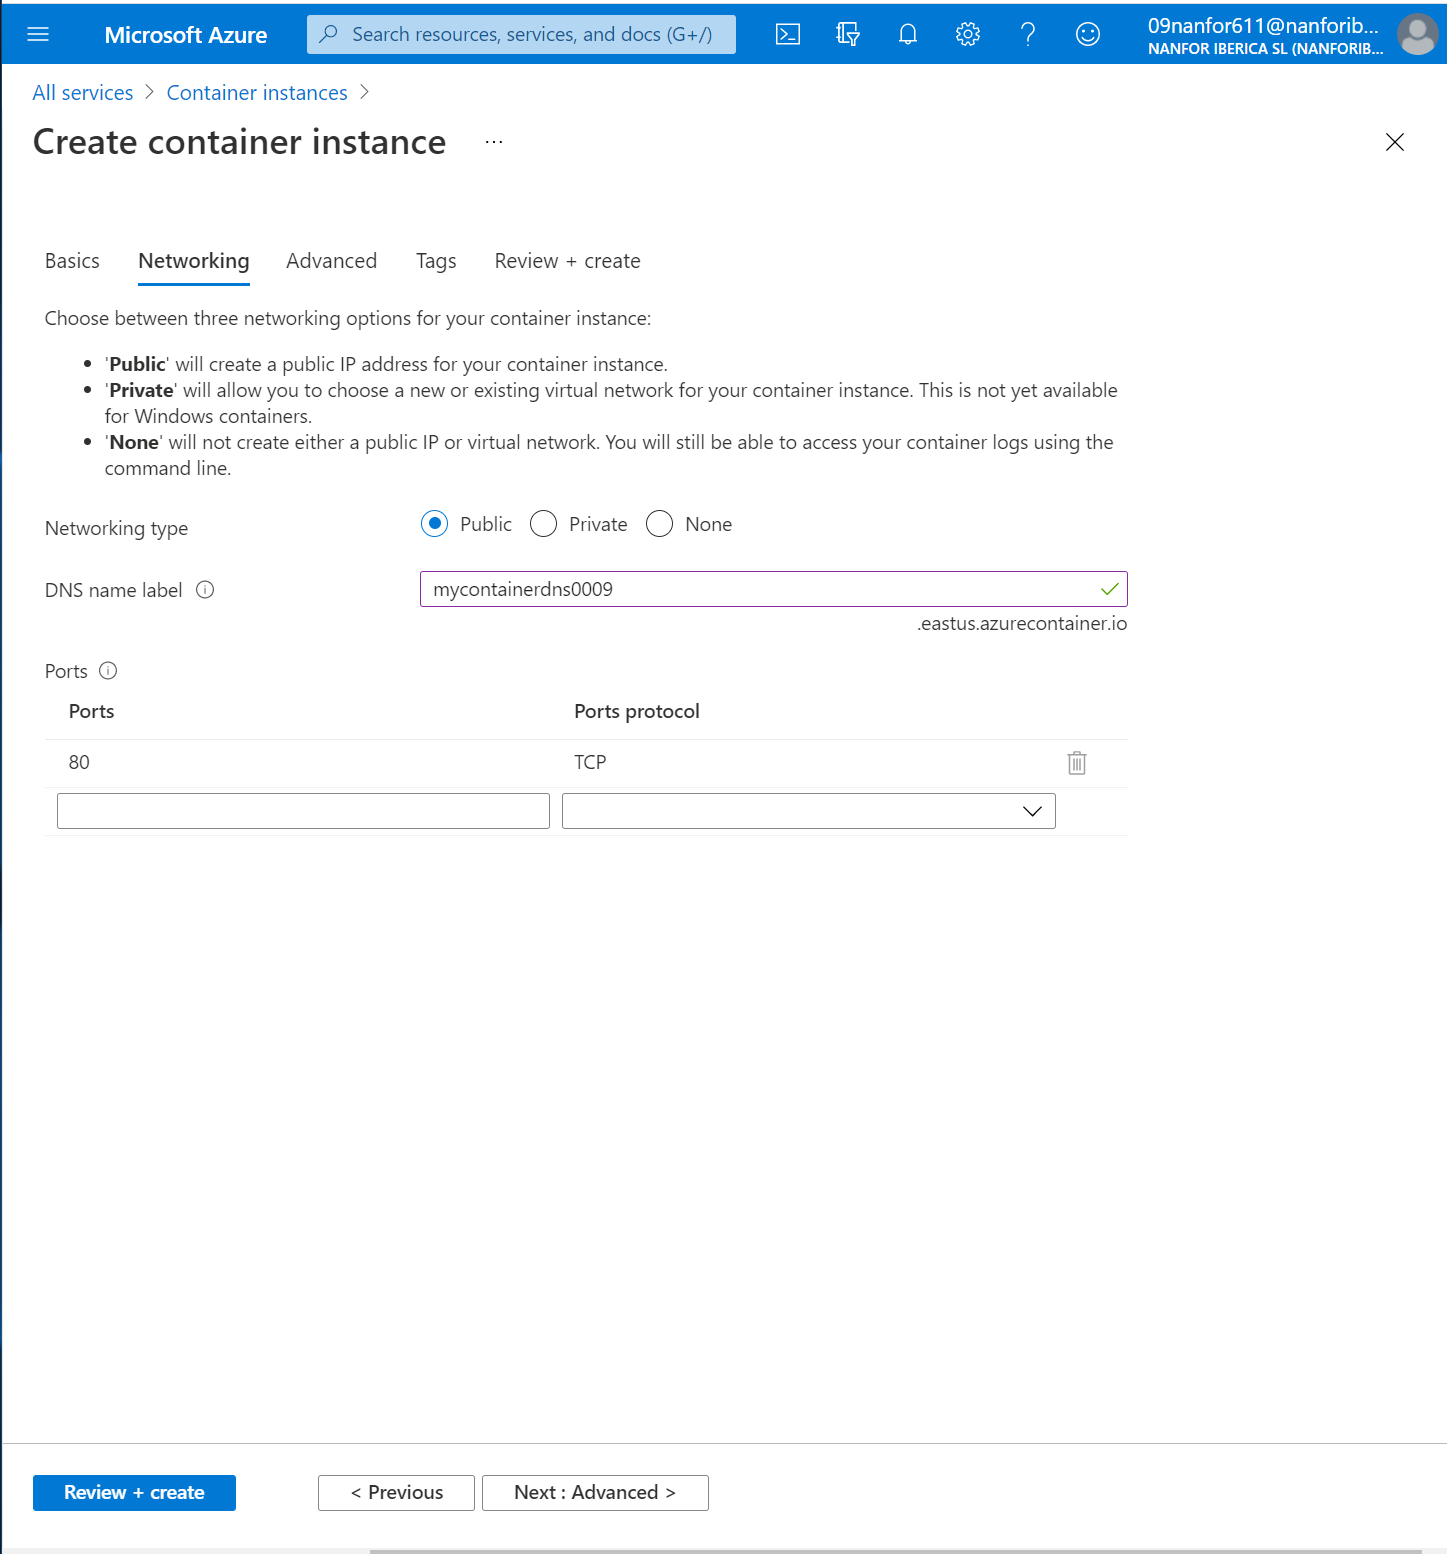 Microsoft Azure
Search resources, services, and docs (G+/)
09nanfor611@nanforib...
NANFOR IBERICA SL (NANFORIB...
All services > Container instances >
Create container instance ...
Basics Networking Advanced Tags Review + create
Choose between three networking options for your container instance:
• 'Public' will create a public IP address for your container instance.
• 'Private' will allow you to choose a new or existing virtual network for your container instance. This is not yet available
for Windows containers.
• 'None' will not create either a public IP or virtual network. You will still be able to access your container logs using the
command line.
Networking type Public Private None
DNS name label mycontainerdns0009
.eastus.azurecontainer.io
Ports
Ports Ports protocol
80 TCP
Review + create < Previous Next : Advanced >